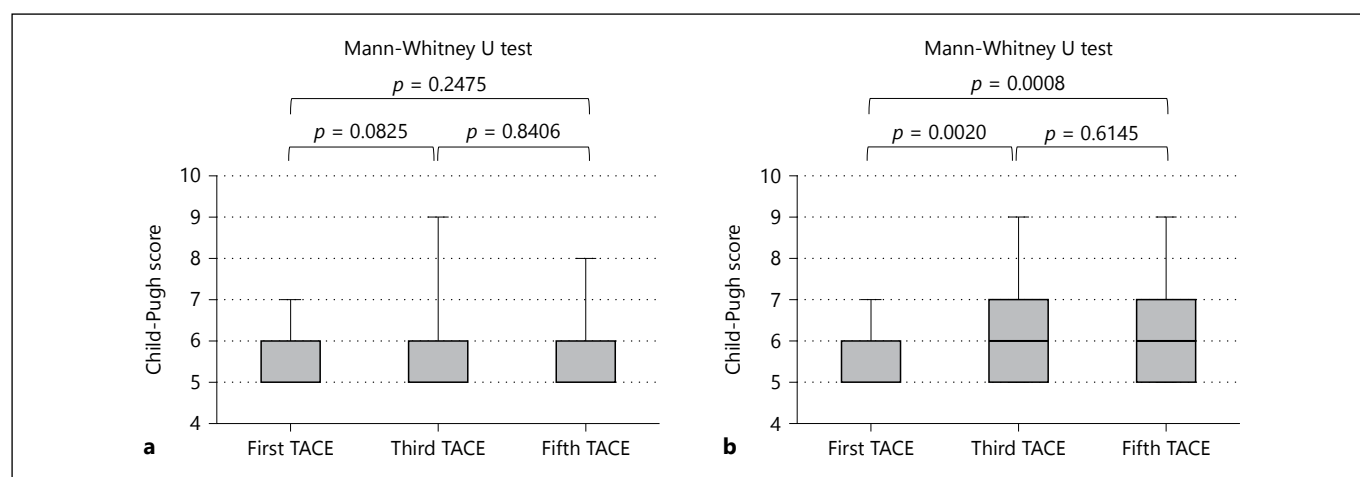 Mann-Whitney U test
p = 0.2475
p = 0.0825 p = 0.8406
10
9
8
7
6
5
4
Child-Pugh score
First TACE Third TACE Fifth TACE
a
Mann-Whitney U test
p = 0.0008
p = 0.0020 p = 0.6145
10
9
8
7
6
5
4
Child-Pugh score
First TACE Third TACE Fifth TACE
b